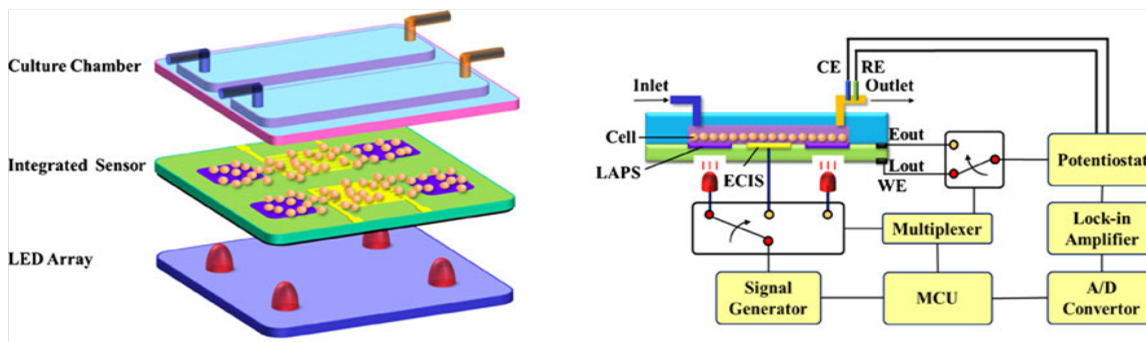 Culture Chamber
Integrated Sensor
LED Array
CE RE
Inlet
Outlet
Cell
Eout
LAPS
ECIS
Lout
WE
Potentiostat
Multiplexer
Lock-in
Amplifier
Signal
Generator
MCU
A/D
Convertor